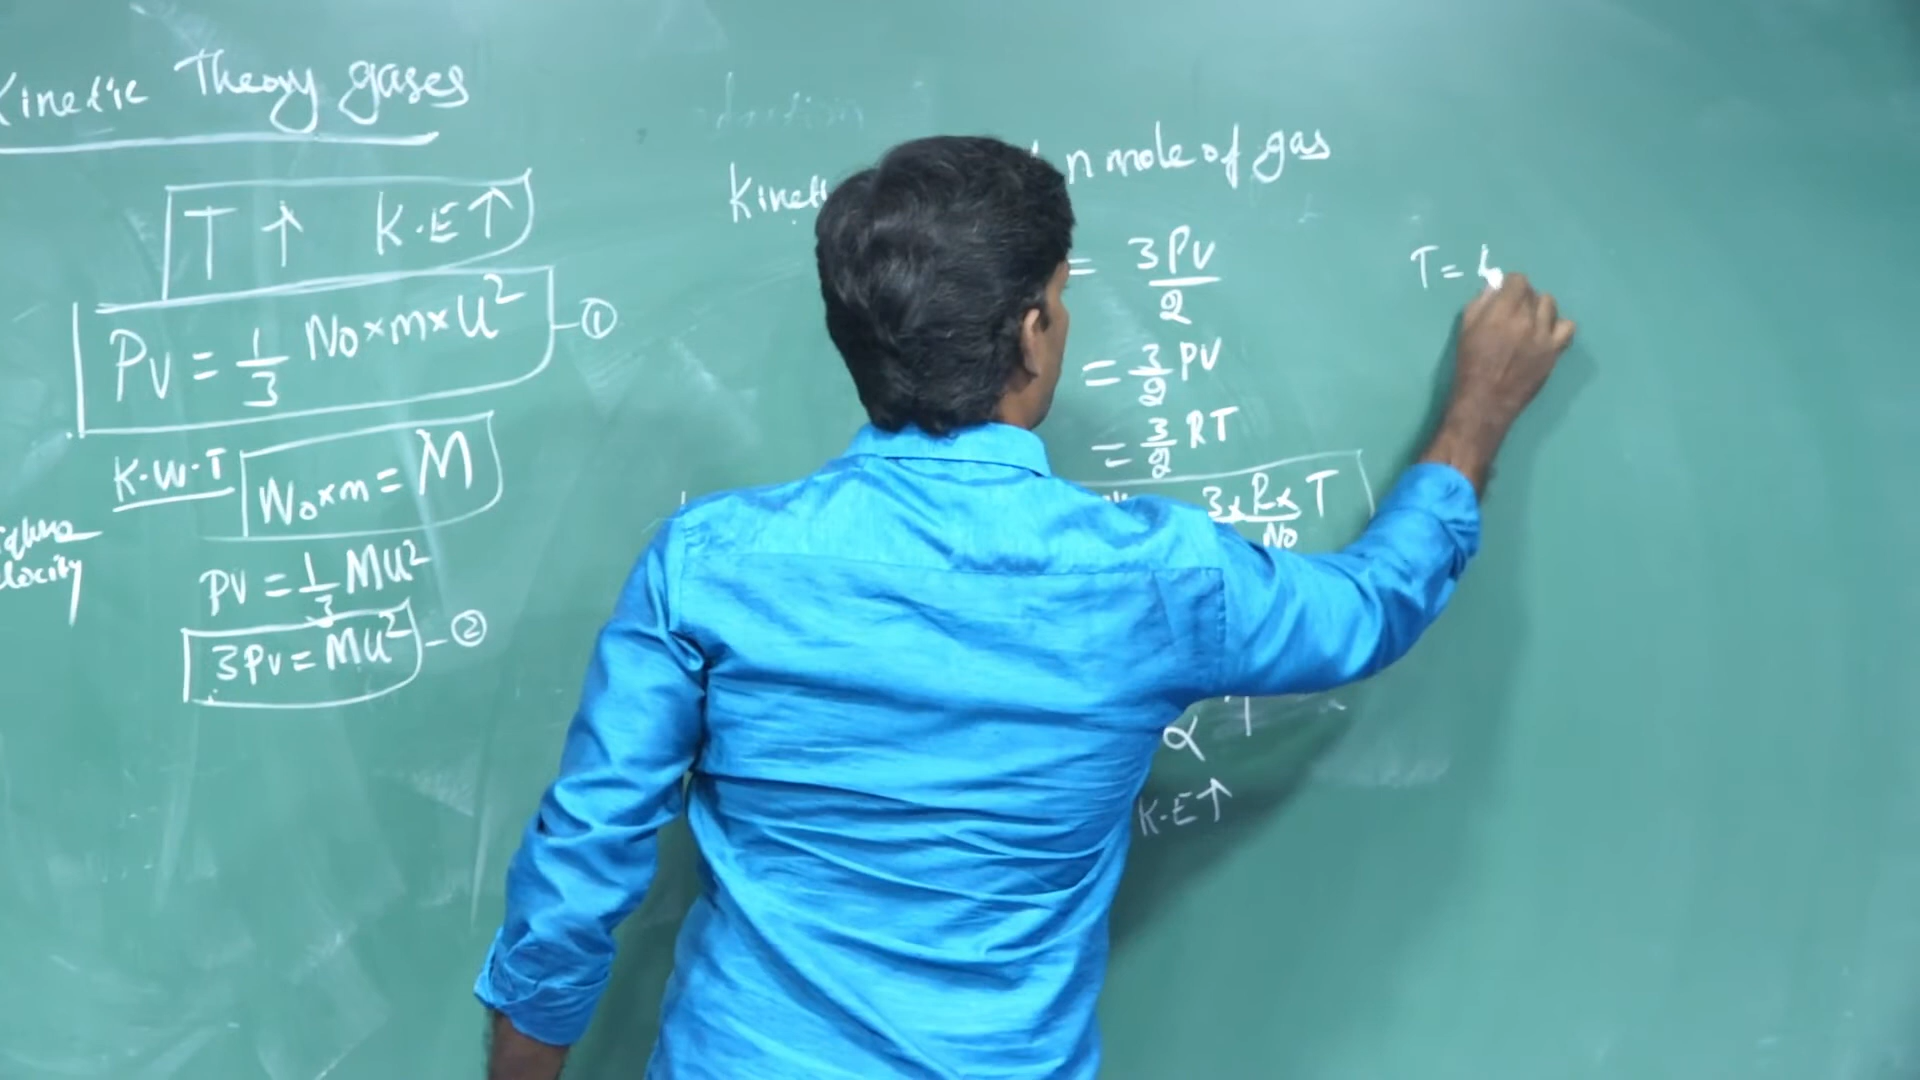 Kinetic Theory gases
T ↑ K.E ↑
PV = 1/3 No×m×u² - ①
K.W.T No×m = M
PV = 1/3 Mu²
3PV = Mu² - ②
n mole of gas
= 3PV/2
= 3/2 PV
= 3/2 RT
3×R×T/No
α T
K.E ↑
T =